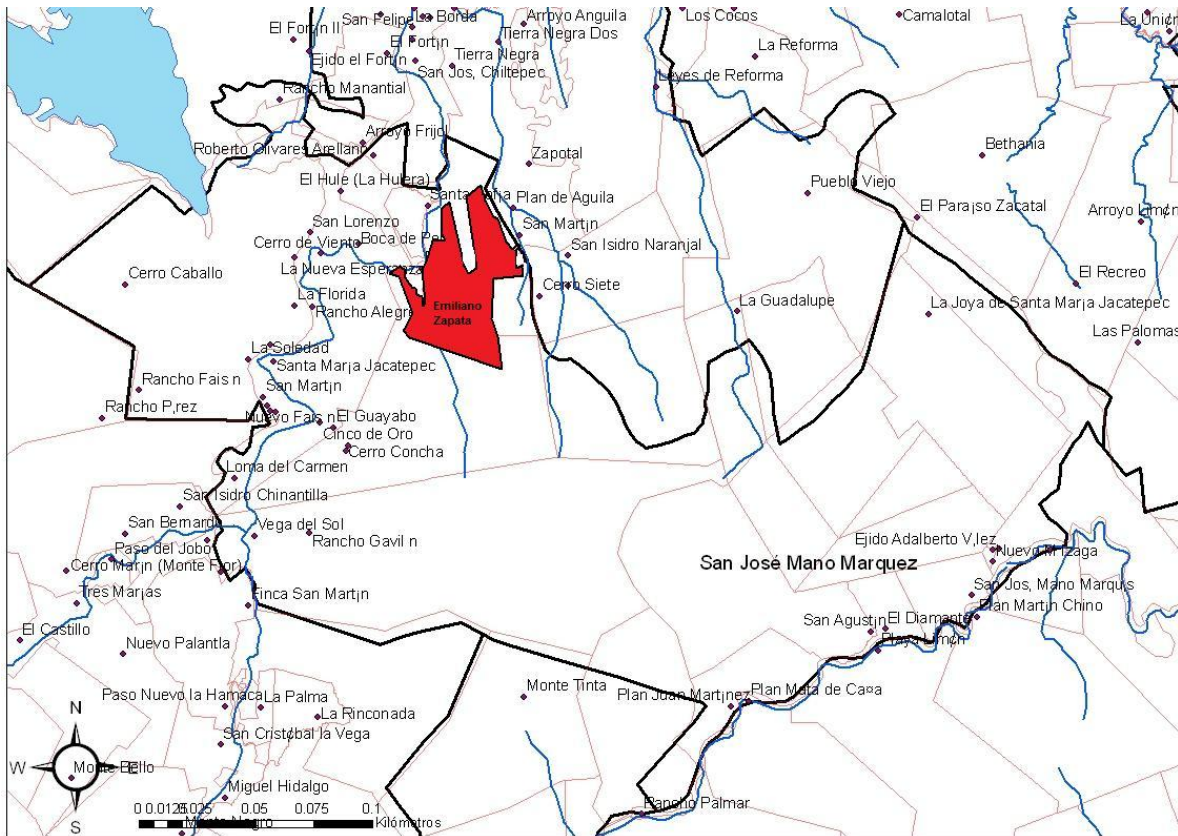 San Felipe
La Borda
Arroyo Anguila
Los Cocos
Camalotal
La Uni¢n
El Fort¡n II
El Fort¡n
Tierra Negra Dos
Ejido el Fort¡n
Tierra Negra
La Reforma
San Jos, Chiltepec
Leyes de Reforma
Rancho Manantial
Arroyo Frijol
Roberto Olivares Arellano
Zapotal
Bethania
El Hule (La Hulera)
Pueblo Viejo
Plan de Aguila
San Lorenzo
San Mart¡n
El Para¡so Zacatal
Arroyo Lim¢n
Cerro de Viento
San Isidro Naranjal
Cerro Caballo
La Nueva Esperanza
El Recreo
La Florida
Cerro Siete
Rancho Alegre
Emiliano
Zapata
La Guadalupe
La Joya de Santa Mar¡a Jacatepec
Las Palomas
La Soledad
Santa Mar¡a Jacatepec
Rancho Fais n
San Mart¡n
Rancho P,rez
Nuevo Fais n
El Guayabo
Cinco de Oro
Cerro Concha
Loma del Carmen
San Isidro Chinantilla
San Bernardo
Vega del Sol
Paso del Jobo
Rancho Gavil n
Ejido Adalberto V,lez
Cerro Mar¡n (Monte Flor)
San José Mano Marquez
Tres Mar¡as
Finca San Mart¡n
San Jos, Mano Marqu¡s
Plan Mart¡n Chino
El Castillo
San Agust¡n
El Diamante
Playa Lim¢n
Nuevo Palantla
Paso Nuevo la Hamaca
La Palma
Monte Tinta
Plan Juan Mart¡nez
Plan Mata de Ca¤a
La Rinconada
San Crist¢bal la Vega
N
W
E
S
Monte Bello
Miguel Hidalgo
Rancho Palmar
0 0.0125 0.025 0.05 0.075 0.1
Kilómetros
Monte Negro